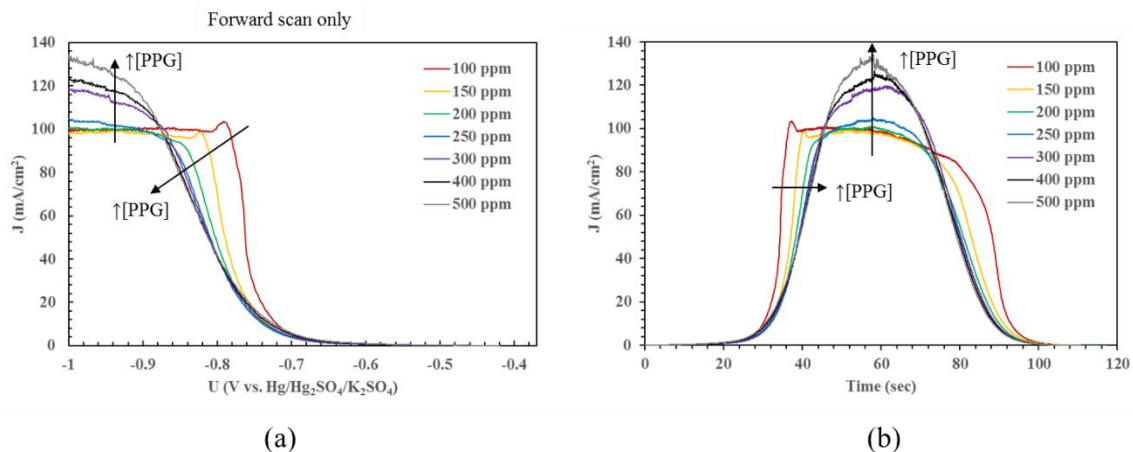 Forward scan only
140
120
100
80
60
40
20
0
J (mA/cm²)
↑[PPG]
↑[PPG]
100 ppm
150 ppm
200 ppm
250 ppm
300 ppm
400 ppm
500 ppm
-1 -0.9 -0.8 -0.7 -0.6 -0.5 -0.4
U (V vs. Hg/Hg₂SO₄/K₂SO₄)
(a)
140
120
100
80
60
40
20
0
J (mA/cm²)
↑[PPG]
↑[PPG]
100 ppm
150 ppm
200 ppm
250 ppm
300 ppm
400 ppm
500 ppm
0 20 40 60 80 100 120
Time (sec)
(b)